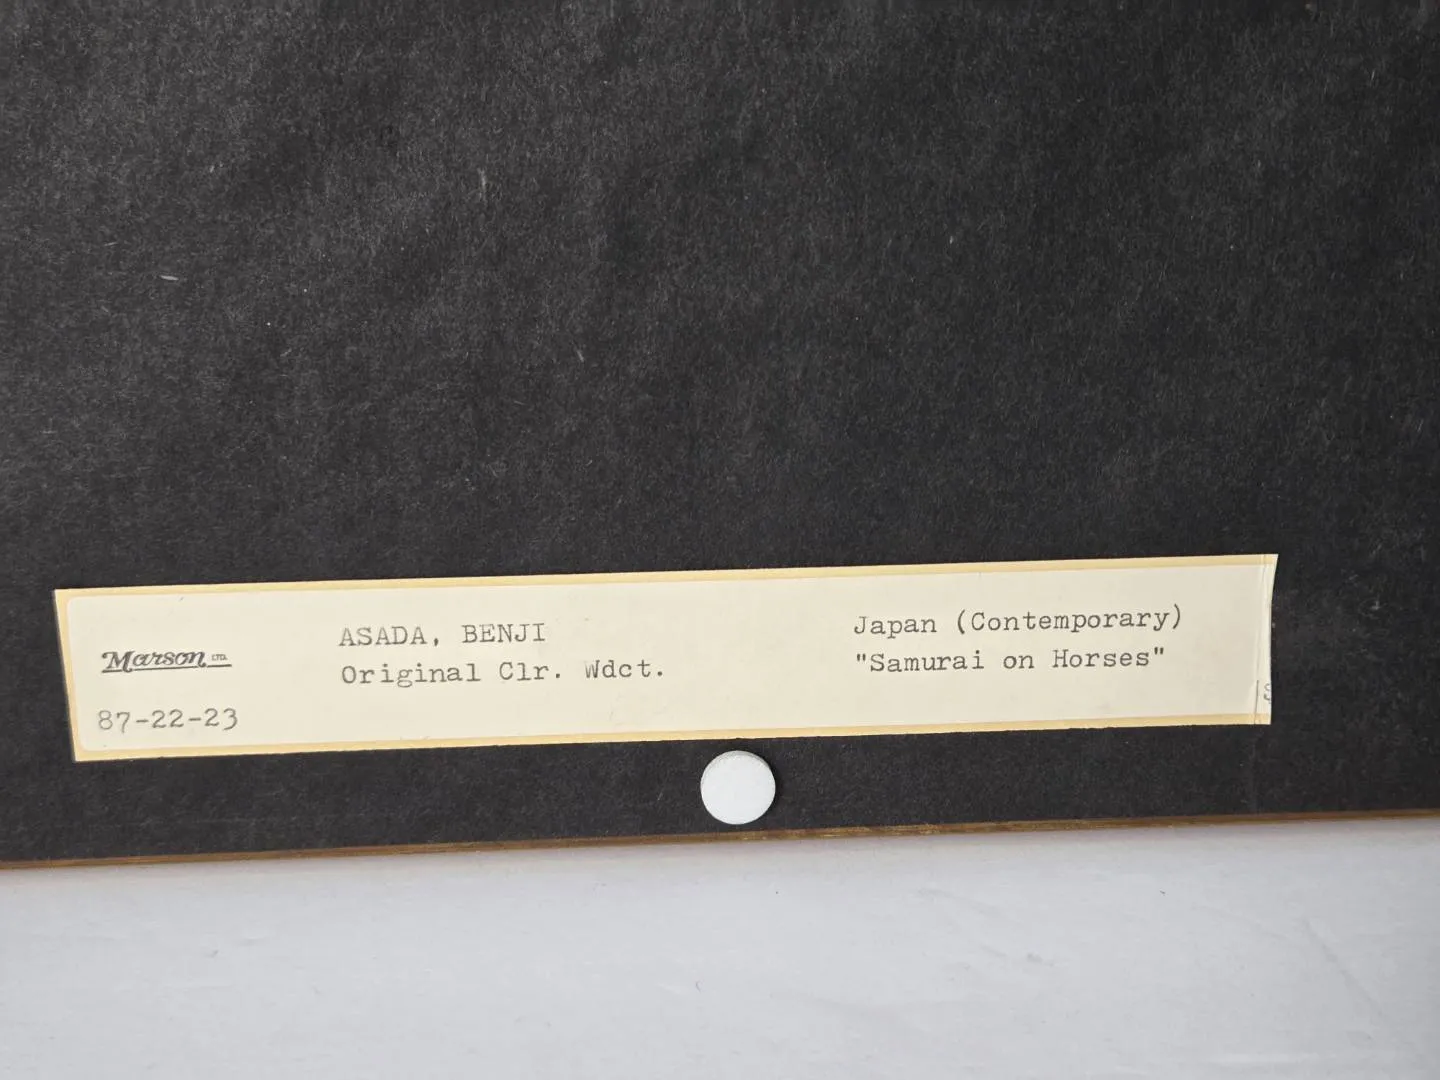 Marson LTD.
ASADA, BENJI
Original Clr. Wdct.
Japan (Contemporary)
"Samurai on Horses"
87-22-23